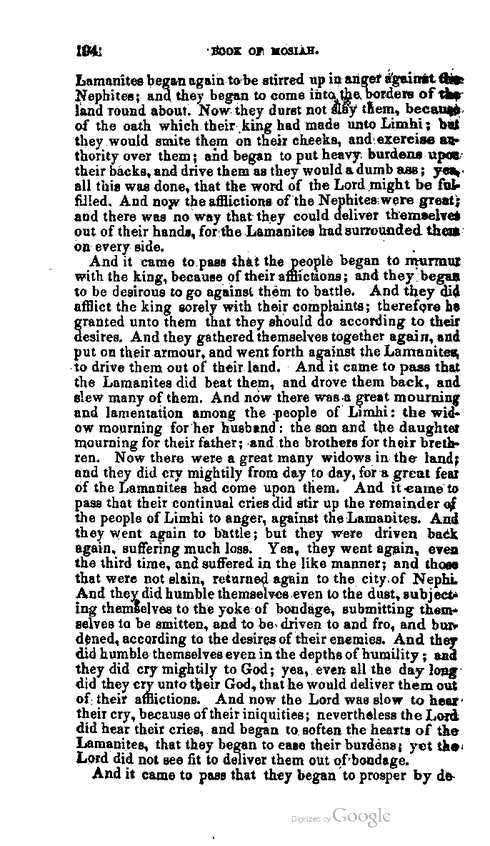 194.
BOOK OF MOSIAH.
Lamanites began again to be stirred up in anger against the
Nephites; and they began to come into the borders of the
land round about. Now they durst not slay them, because
of the oath which their king had made unto Limhi; but
they would smite them on their cheeks, and exercise au-
thority over them; and began to put heavy burdens upon
their backs, and drive them as they would a dumb ass; yea,
all this was done, that the word of the Lord might be ful-
filled. And now the afflictions of the Nephites were great;
and there was no way that they could deliver themselves
out of their hands, for the Lamanites had surrounded them
on every side.
And it came to pass that the people began to murmur
with the king, because of their afflictions; and they began
to be desirous to go against them to battle. And they did
afflict the king sorely with their complaints; therefore he
granted unto them that they should do according to their
desires. And they gathered themselves together again, and
put on their armour, and went forth against the Lamanites,
to drive them out of their land. And it came to pass that
the Lamanites did beat them, and drove them back, and
slew many of them. And now there was a great mourning
and lamentation among the people of Limhi: the wid-
ow mourning for her husband: the son and the daughter
mourning for their father; and the brothers for their breth-
ren. Now there were a great many widows in the land;
and they did cry mightily from day to day, for a great fear
of the Lamanites had come upon them. And it came to
pass that their continual cries did stir up the remainder of
the people of Limhi to anger, against the Lamanites. And
they went again to battle; but they were driven back
again, suffering much loss. Yea, they went again, even
the third time, and suffered in the like manner; and those
that were not slain, returned again to the city of Nephi.
And they did humble themselves even to the dust, subject-
ing themselves to the yoke of bondage, submitting them-
selves to be smitten, and to be driven to and fro, and bur-
dened, according to the desires of their enemies. And they
did humble themselves even in the depths of humility; and
they did cry mightily to God; yea, even all the day long
did they cry unto their God, that he would deliver them out
of their afflictions. And now the Lord was slow to hear
their cry, because of their iniquities; nevertheless the Lord
did hear their cries, and began to soften the hearts of the
Lamanites, that they began to ease their burdens; yet the
Lord did not see fit to deliver them out of bondage.
And it came to pass that they began to prosper by de-
Digitized by Google